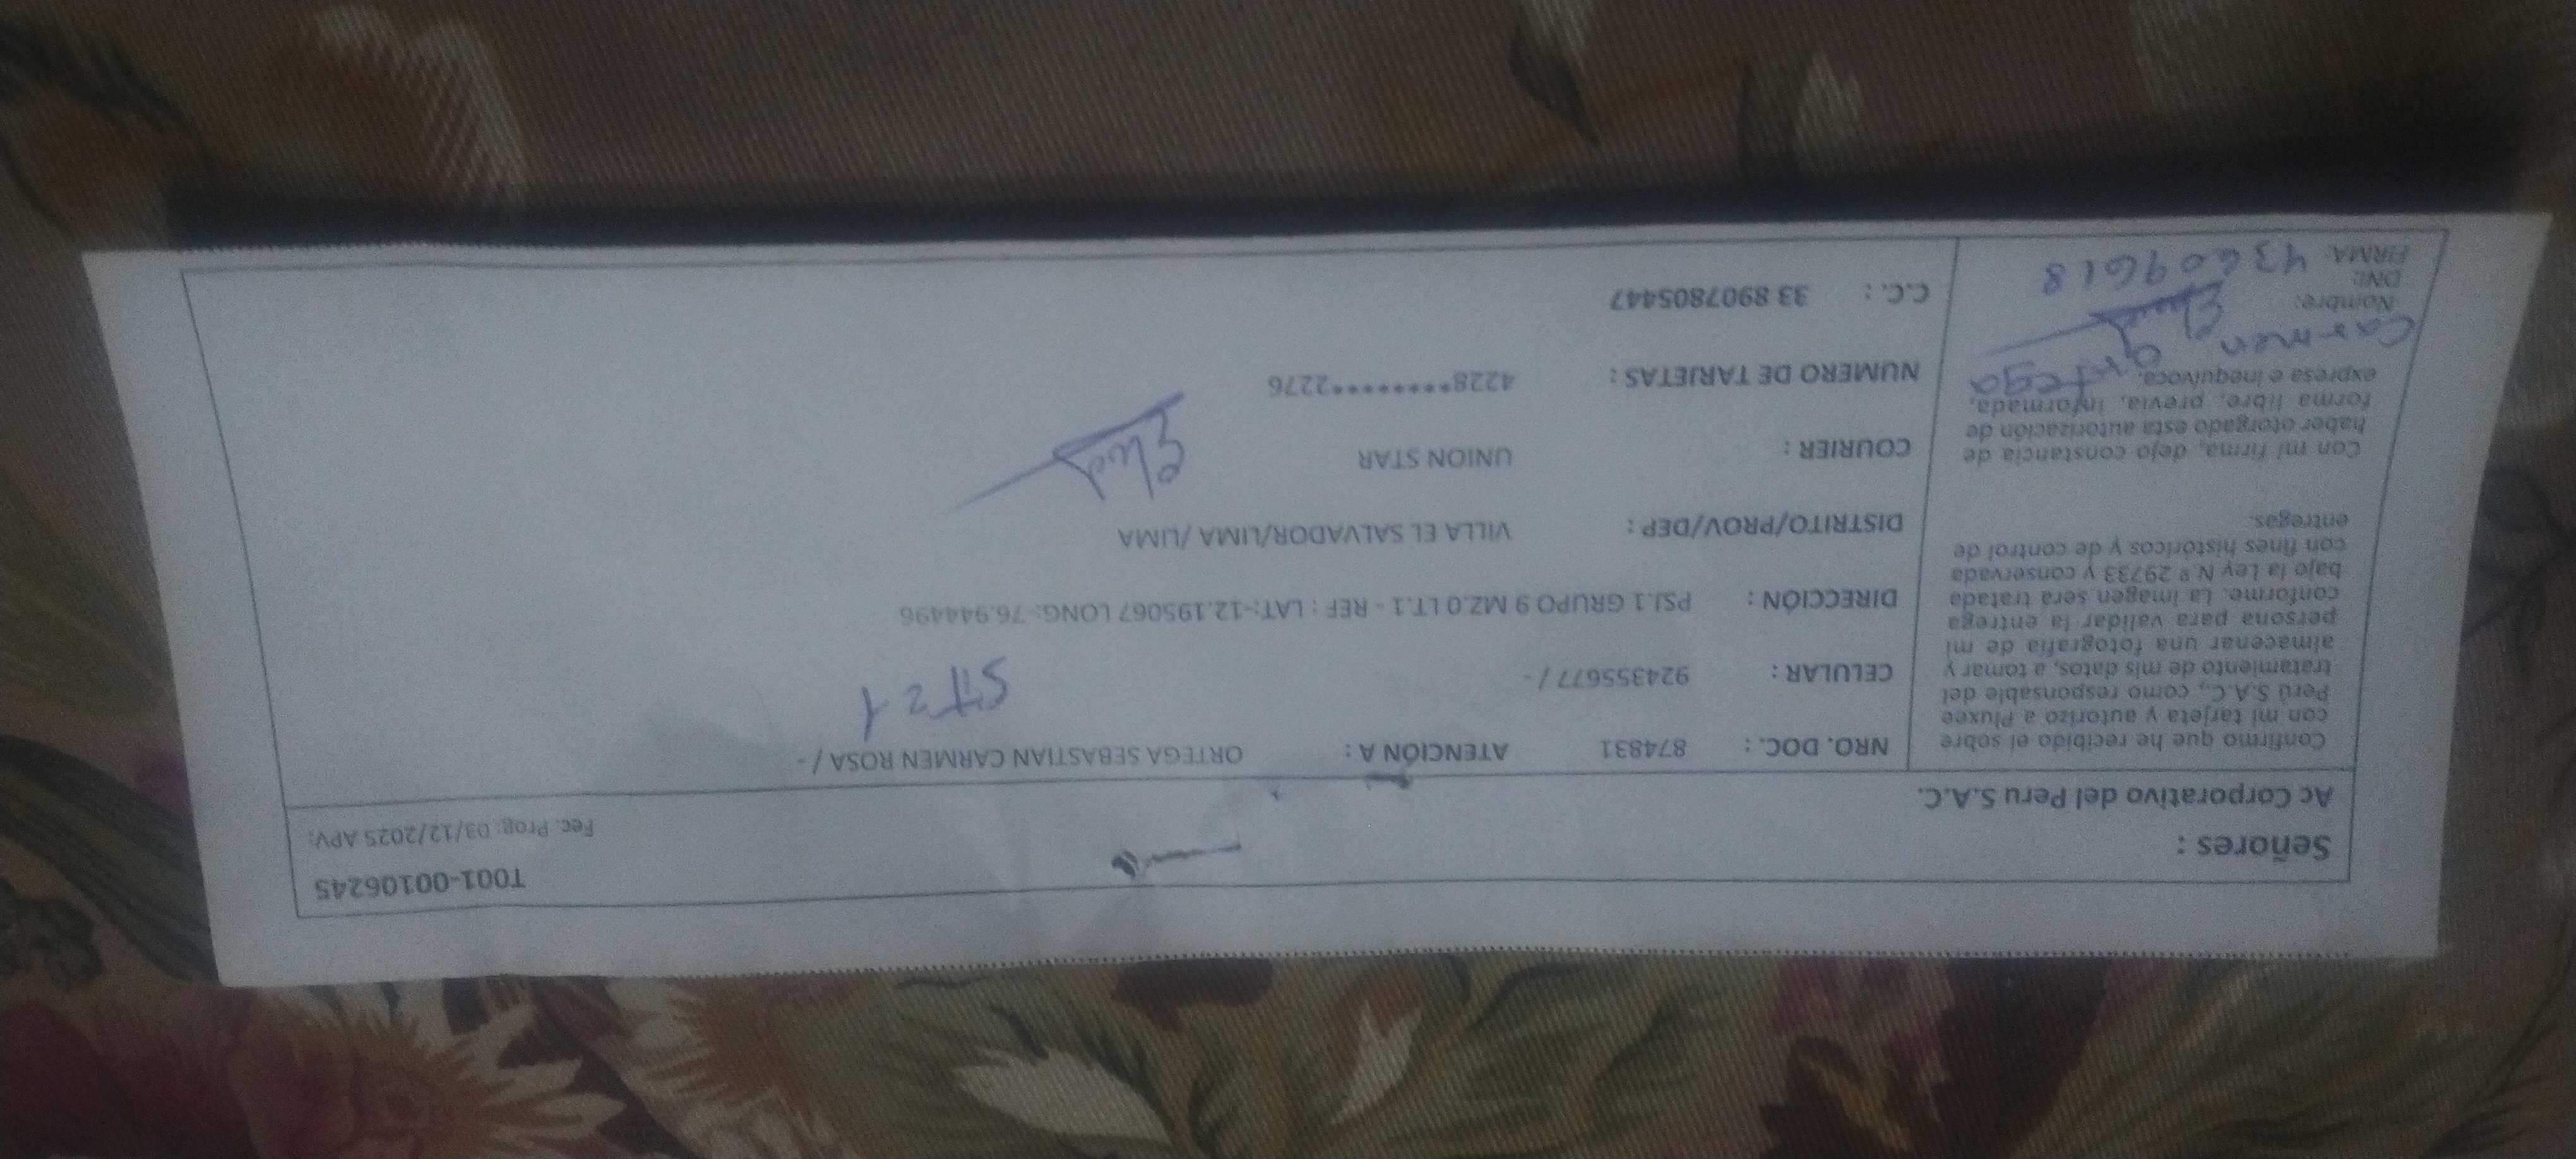 Señores :
T001-00106245
Ac Corporativo del Peru S.A.C.
Fec. Prog: 03/12/2025 APV:
Confirmo que he recibido el sobre
con mi tarjeta y autorizo a Pluxee
Perú S.A.C., como responsable del
tratamiento de mis datos, a tomar y
almacenar una fotografía de mi
persona para validar la entrega
conforme. La imagen será tratada
bajo la Ley N.º 29733 y conservada
con fines históricos y de control de
entregas.
Con mi firma, dejo constancia de
haber otorgado esta autorización de
forma libre, previa, informada,
expresa e inequívoca.
Carmen Ortega
Nombre:
DNI:
FIRMA: 43609618
NRO. DOC. : 874831 ATENCIÓN A : ORTEGA SEBASTIAN CARMEN ROSA / -
CELULAR : 924355677 / -
DIRECCIÓN : PSJ.1 GRUPO 9 MZ.O LT.1 - REF : LAT:-12.195067 LONG:-76.94496
DISTRITO/PROV/DEP : VILLA EL SALVADOR/LIMA /LIMA
COURIER : UNION STAR
NUMERO DE TARJETAS : 4228*********2276
C.C. : 33 8907805447